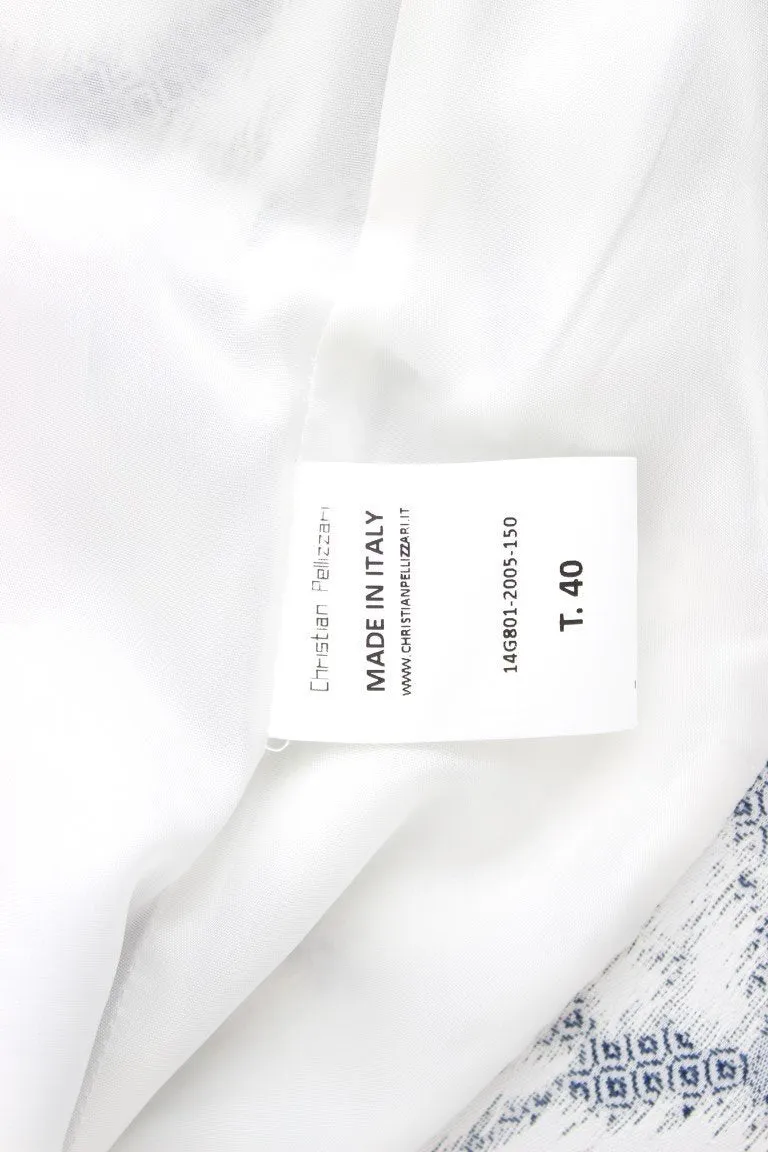 Christian Pellizzari
MADE IN ITALY
WWW.CHRISTIANPELLIZZARI.IT
14G801-2005-150
T. 40